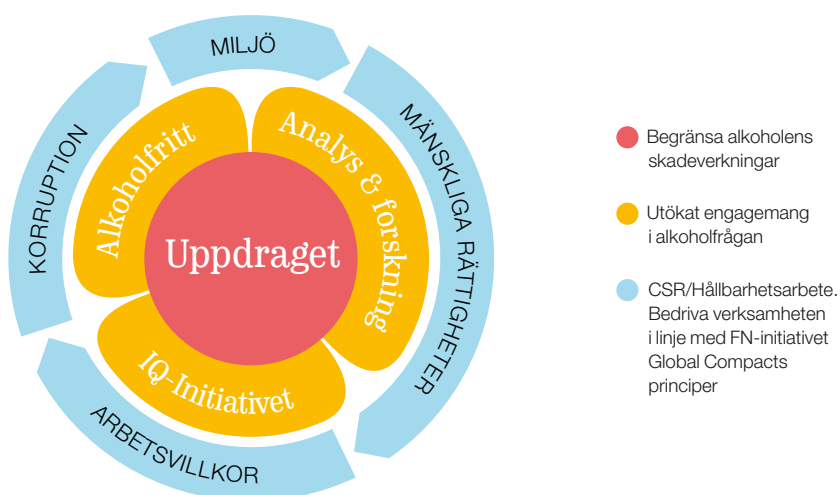 MILJÖ
MÄNSKLIGA RÄTTIGHETER
ARBETSVILLKOR
KORRUPTION
Alkoholfritt
Analys & forskning
IQ-Initiativet
Uppdraget
Begränsa alkoholens
skadeverkningar
Utökat engagemang
i alkoholfrågan
CSR/Hållbarhetsarbete.
Bedriva verksamheten
i linje med FN-initiativet
Global Compacts
principer